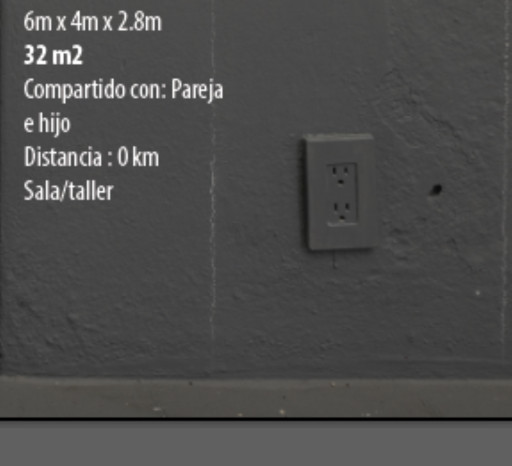 6m x 4m x 2.8m
32 m2
Compartido con: Pareja
e hijo
Distancia : 0 km
Sala/taller